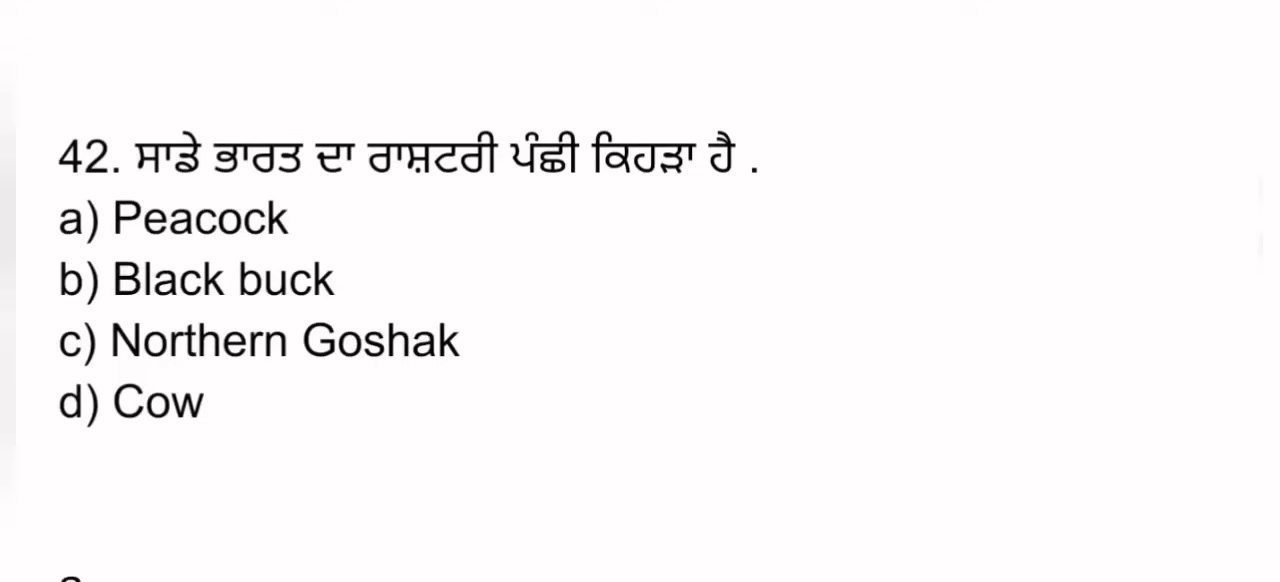 42. ਸਾਡੇ ਭਾਰਤ ਦਾ ਰਾਸ਼ਟਰੀ ਪੰਛੀ ਕਿਹੜਾ ਹੈ .
a) Peacock
b) Black buck
c) Northern Goshak
d) Cow